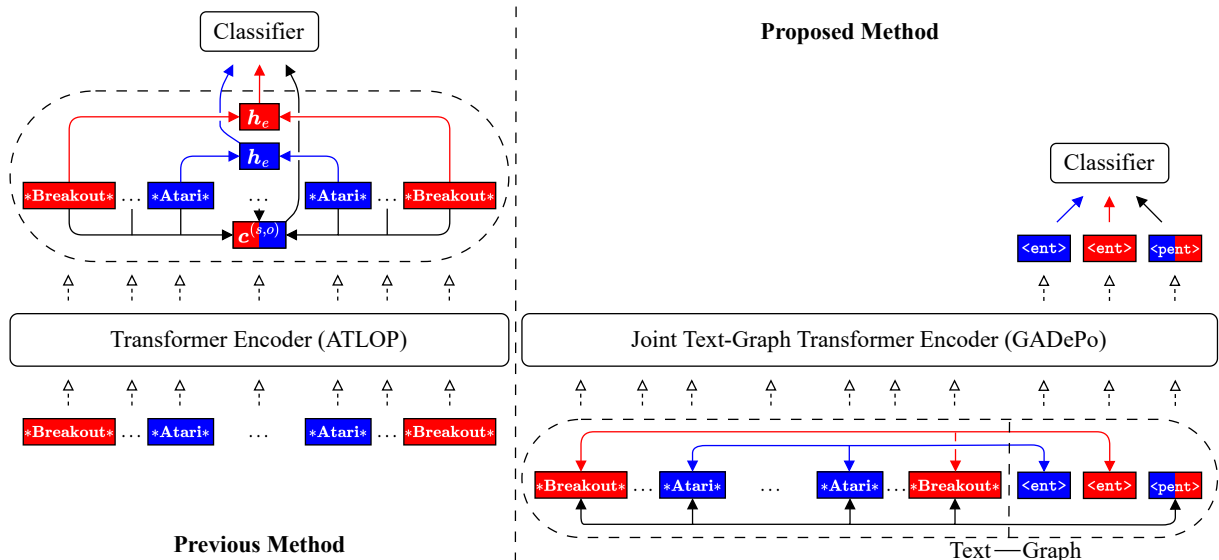 Classifier
h_e
h_e
*Breakout* ... *Atari* ... *Atari* ... *Breakout*
c^(s,o)
Transformer Encoder (ATLOP)
*Breakout* ... *Atari* ... *Atari* ... *Breakout*
Previous Method
Proposed Method
Classifier
<ent> <ent> <pent>
Joint Text-Graph Transformer Encoder (GADePo)
*Breakout* ... *Atari* ... *Atari* ... *Breakout* <ent> <ent> <pent>
Text — Graph